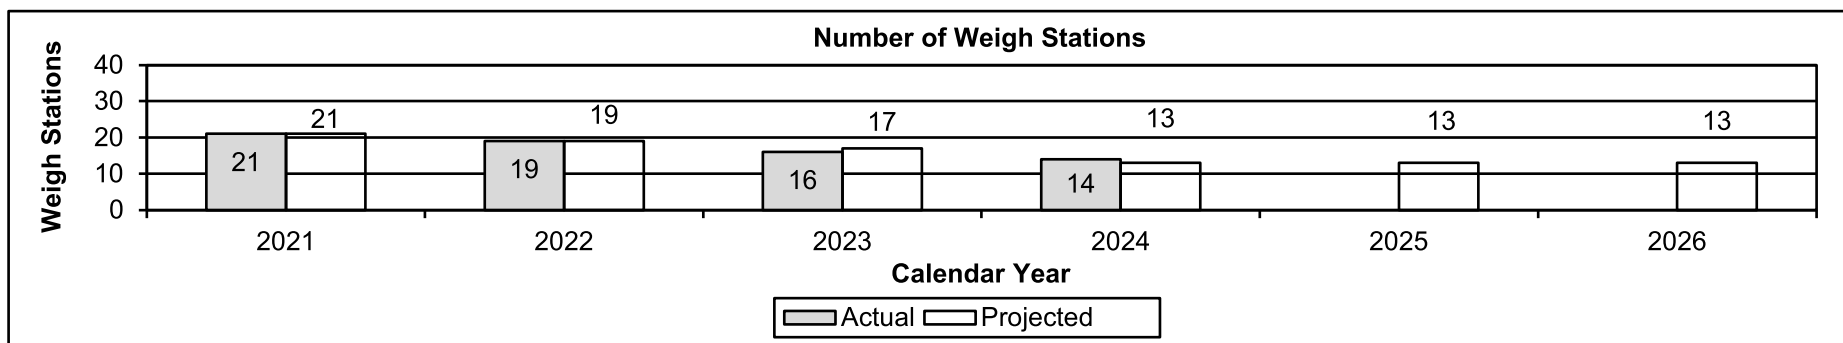 Number of Weigh Stations
Weigh Stations
40
30
20
10
0
21 19 17 13 13 13
21 19 16 14
2021 2022 2023 2024 2025 2026
Calendar Year
Actual Projected